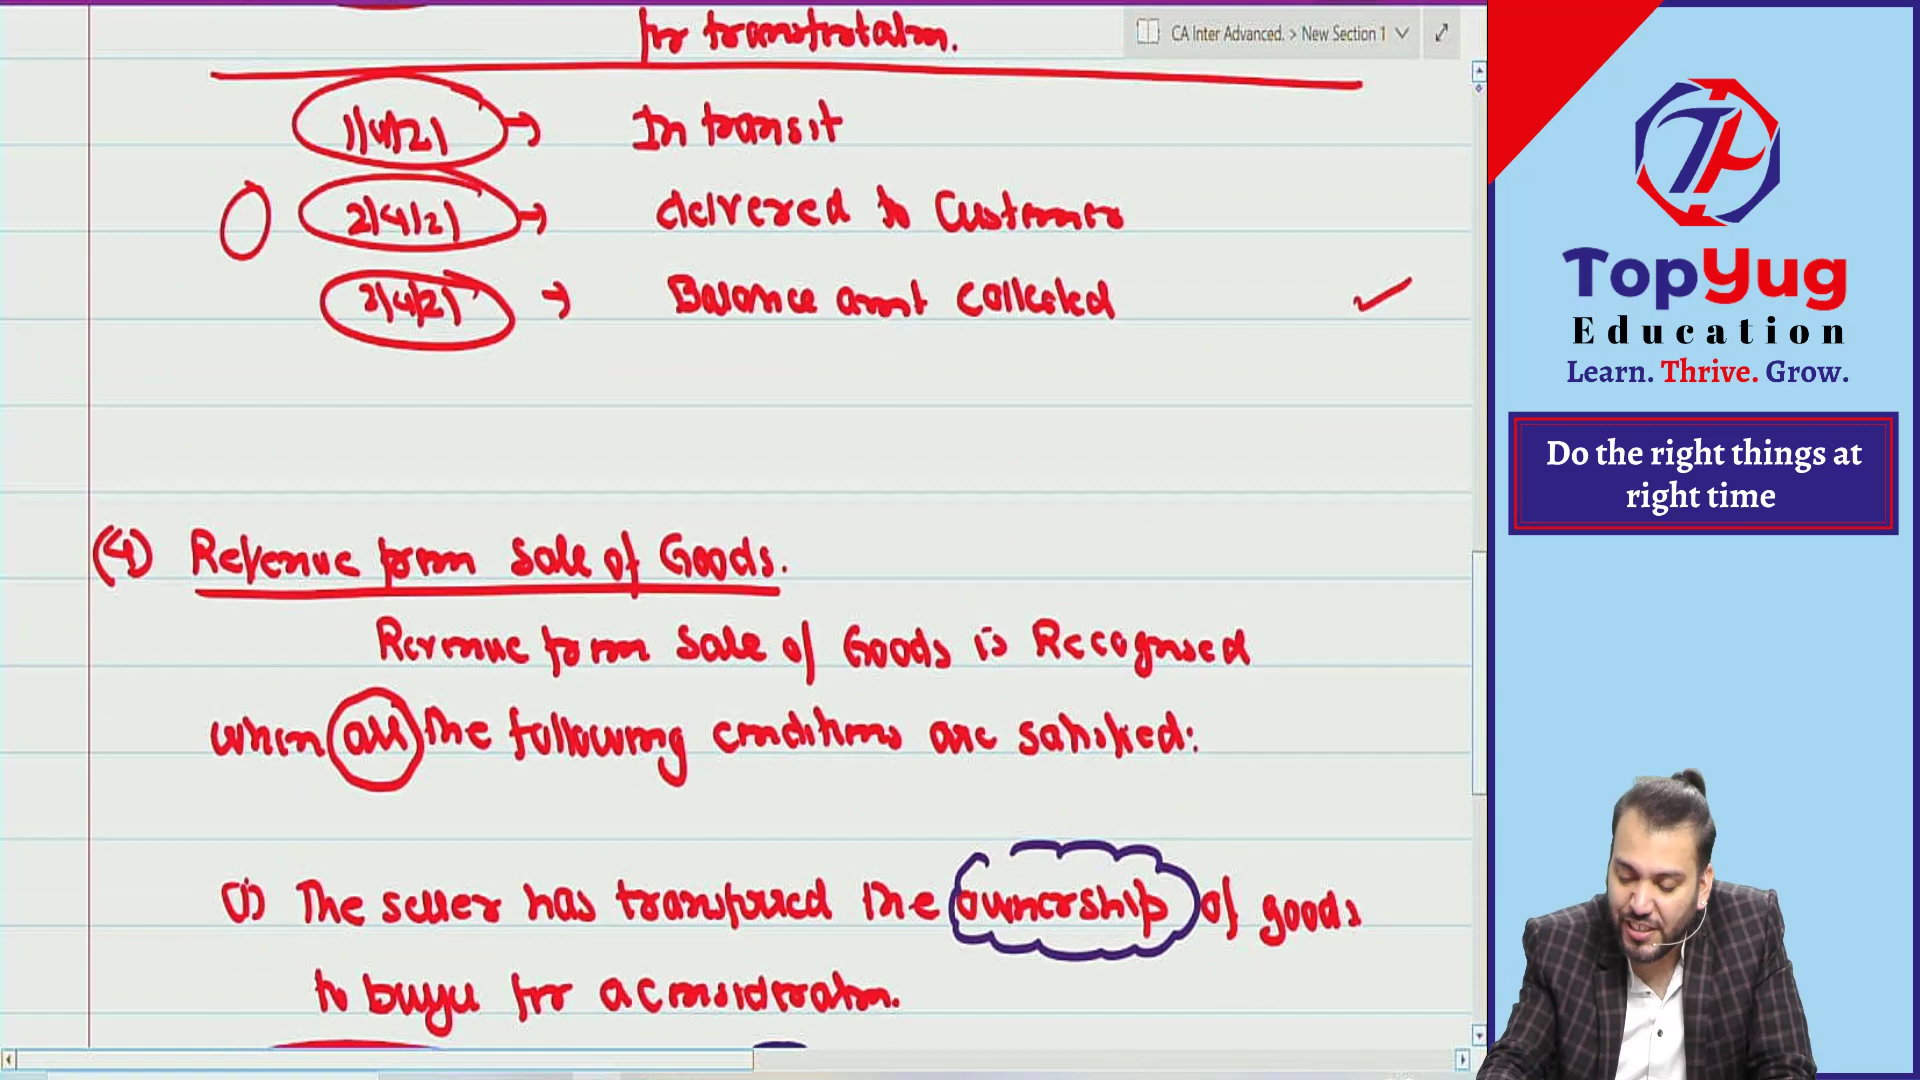 for transportation.
CA Inter Advanced. > New Section 1
1/4/21 → In transit
2/4/21 → delivered to Customer
3/4/21 → Balance amt collected
(4) Revenue from Sale of Goods.
Revenue from Sale of Goods is Recognised
when all the following conditions are satisfied:
(i) The seller has transferred the ownership of goods
to buyer for a consideration.
TopYug
Education
Learn. Thrive. Grow.
Do the right things at
right time